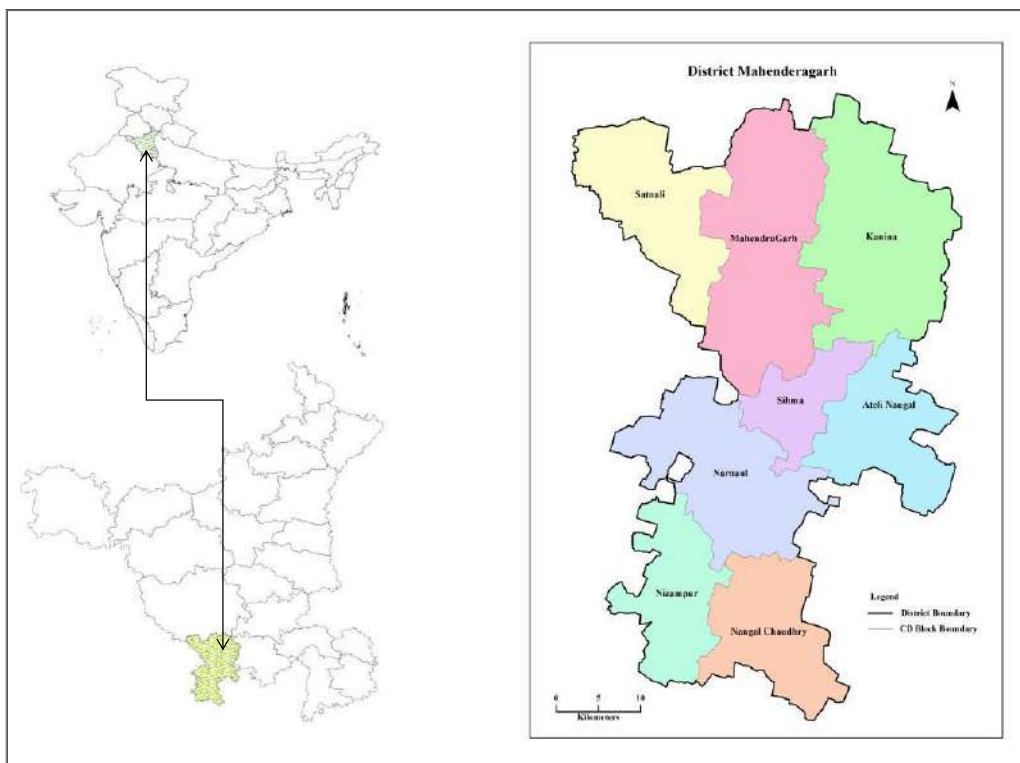 District Mahenderagarh
N
Satnali
MahendraGarh
Kanina
Sihma
Ateli Nangal
Narnaul
Nizampur
Nangal Chaudhry
Legend
District Boundary
CD Block Boundary
0 5 10
Kilometers